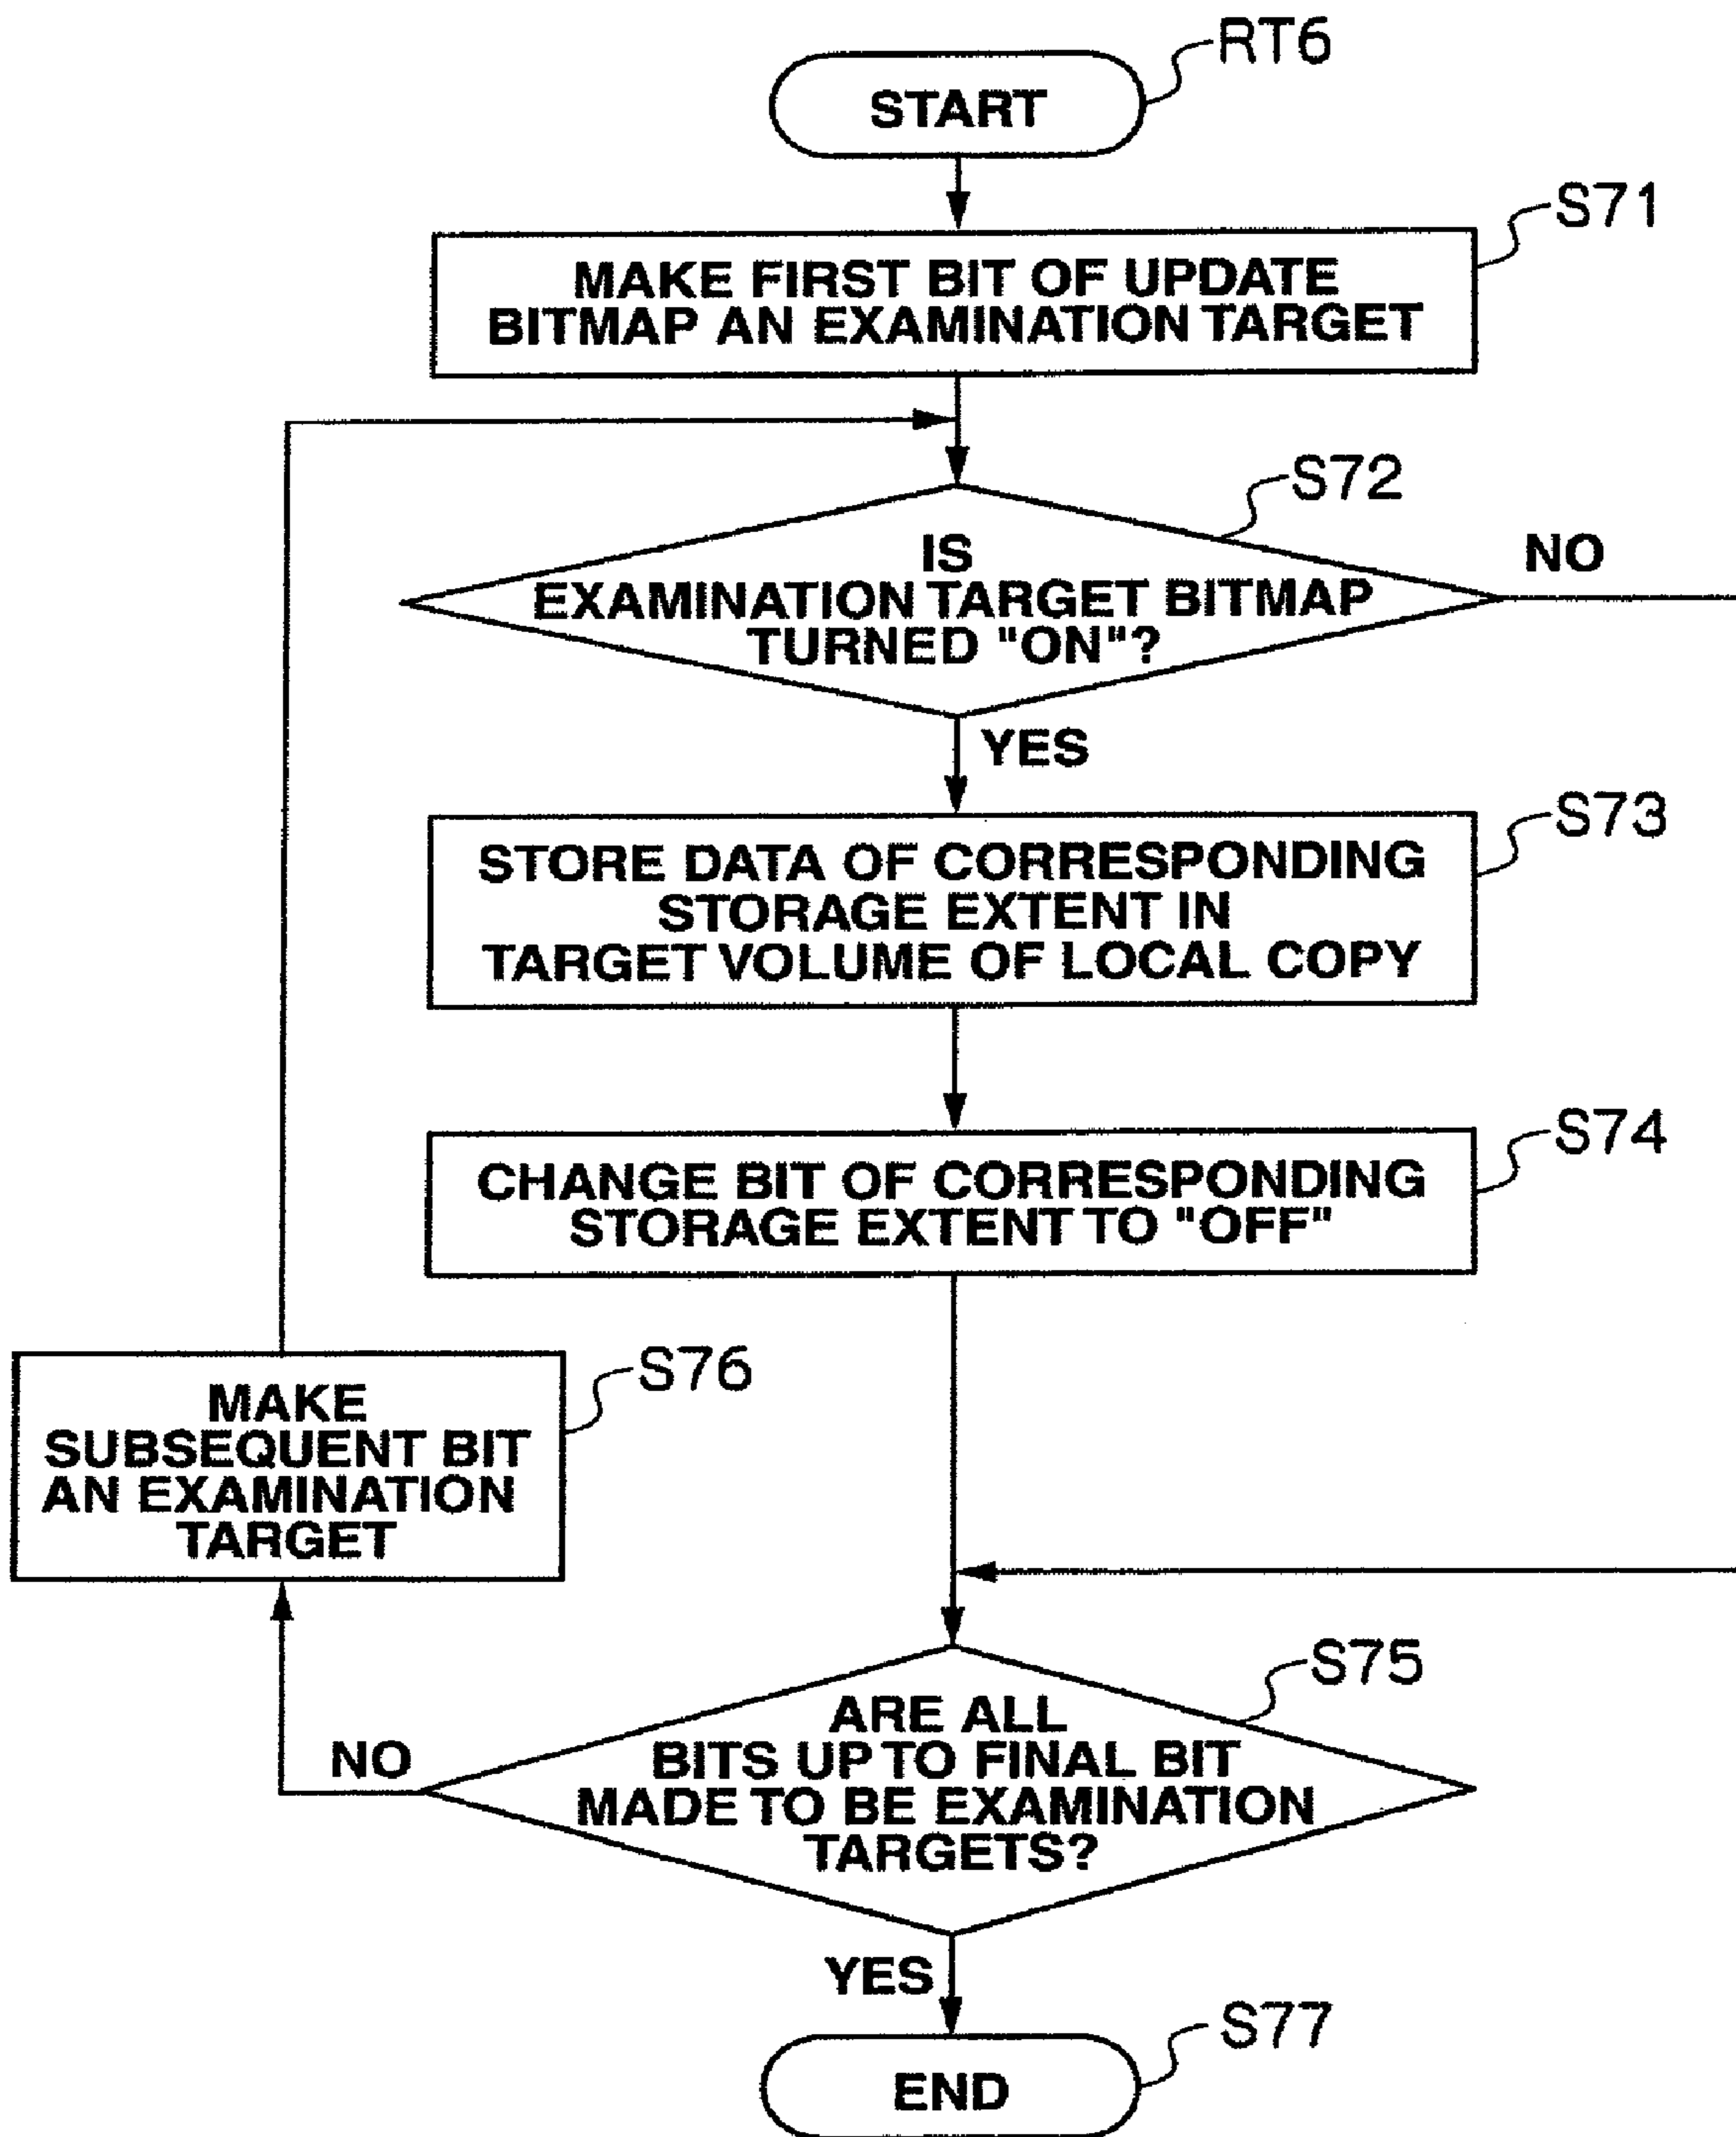 RT6
START
S71
MAKE FIRST BIT OF UPDATE
BITMAP AN EXAMINATION TARGET
S72
IS
EXAMINATION TARGET BITMAP
TURNED "ON"?
NO
YES
S73
STORE DATA OF CORRESPONDING
STORAGE EXTENT IN
TARGET VOLUME OF LOCAL COPY
S74
CHANGE BIT OF CORRESPONDING
STORAGE EXTENT TO "OFF"
S76
MAKE
SUBSEQUENT BIT
AN EXAMINATION
TARGET
S75
ARE ALL
BITS UP TO FINAL BIT
MADE TO BE EXAMINATION
TARGETS?
NO
YES
S77
END